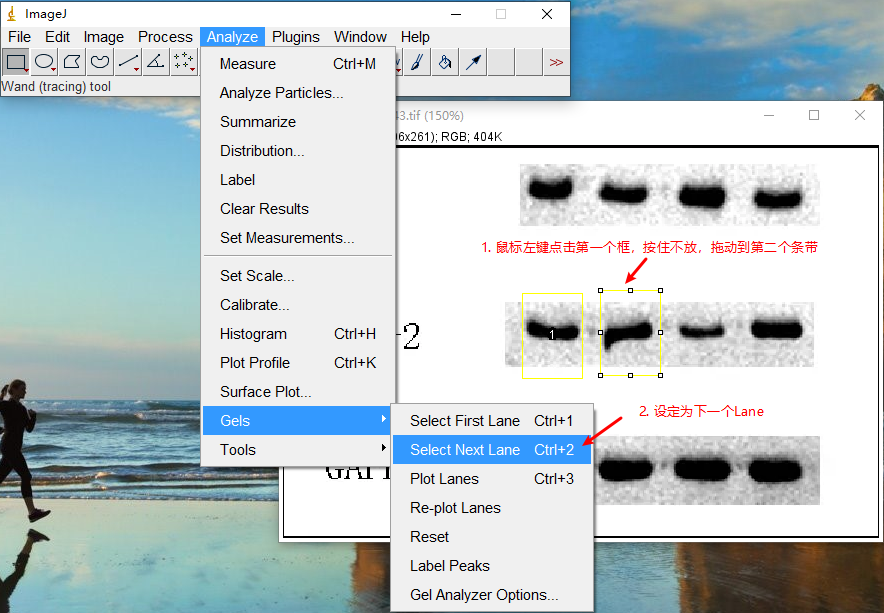 ImageJ
File Edit Image Process Analyze Plugins Window Help
>>
Wand (tracing) tool
Measure Ctrl+M
Analyze Particles...
Summarize
Distribution...
Label
Clear Results
Set Measurements...
Set Scale...
Calibrate...
Histogram Ctrl+H
Plot Profile Ctrl+K
Surface Plot...
Gels
Tools
Select First Lane Ctrl+1
Select Next Lane Ctrl+2
Plot Lanes Ctrl+3
Re-plot Lanes
Reset
Label Peaks
Gel Analyzer Options...
3.tif (150%)
6x261); RGB; 404K
1. 鼠标左键点击第一个框，按住不放，拖动到第二个条带
1
-2
2. 设定为下一个Lane